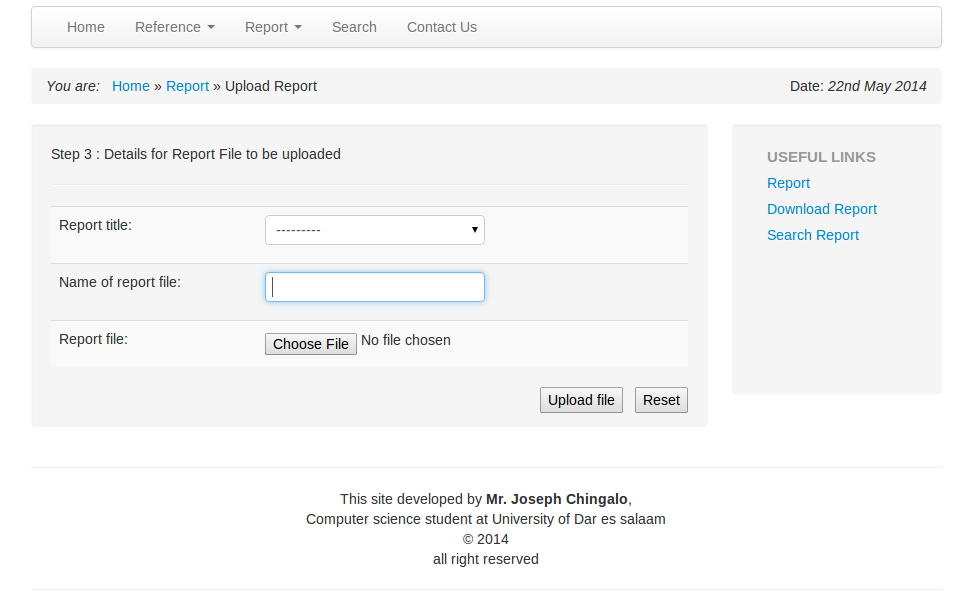 Home Reference Report Search Contact Us
You are: Home » Report » Upload Report Date: 22nd May 2014
Step 3 : Details for Report File to be uploaded
Report title: ---------
Name of report file:
Report file: Choose File No file chosen
Upload file Reset
USEFUL LINKS
Report
Download Report
Search Report
This site developed by Mr. Joseph Chingalo,
Computer science student at University of Dar es salaam
© 2014
all right reserved